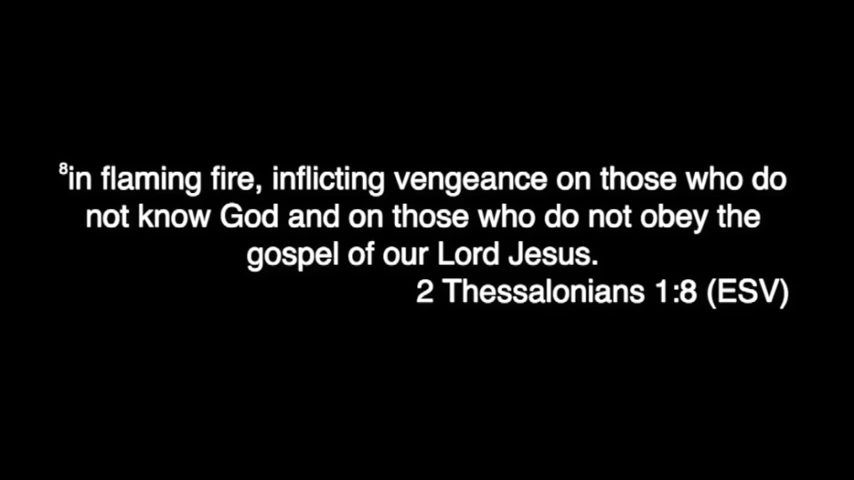 ⁸in flaming fire, inflicting vengeance on those who do
not know God and on those who do not obey the
gospel of our Lord Jesus.
2 Thessalonians 1:8 (ESV)